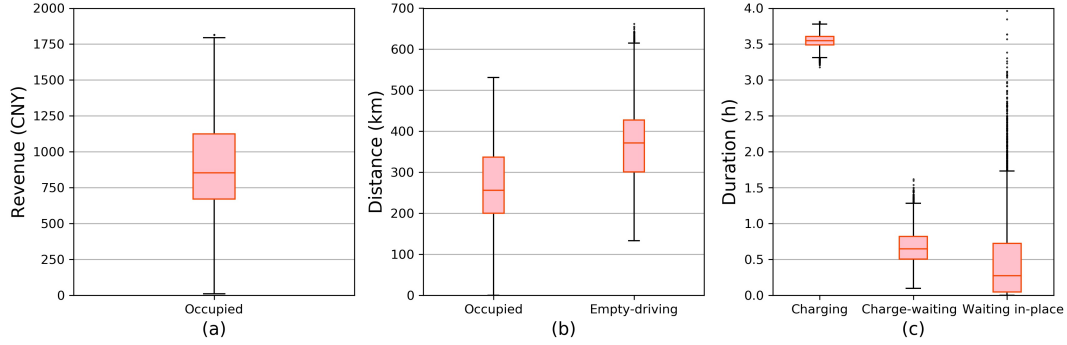 Revenue (CNY)
2000
1750
1500
1250
1000
750
500
250
0
Occupied
(a)
Distance (km)
700
600
500
400
300
200
100
0
Occupied Empty-driving
(b)
Duration (h)
4.0
3.5
3.0
2.5
2.0
1.5
1.0
0.5
0.0
Charging Charge-waiting Waiting in-place
(c)